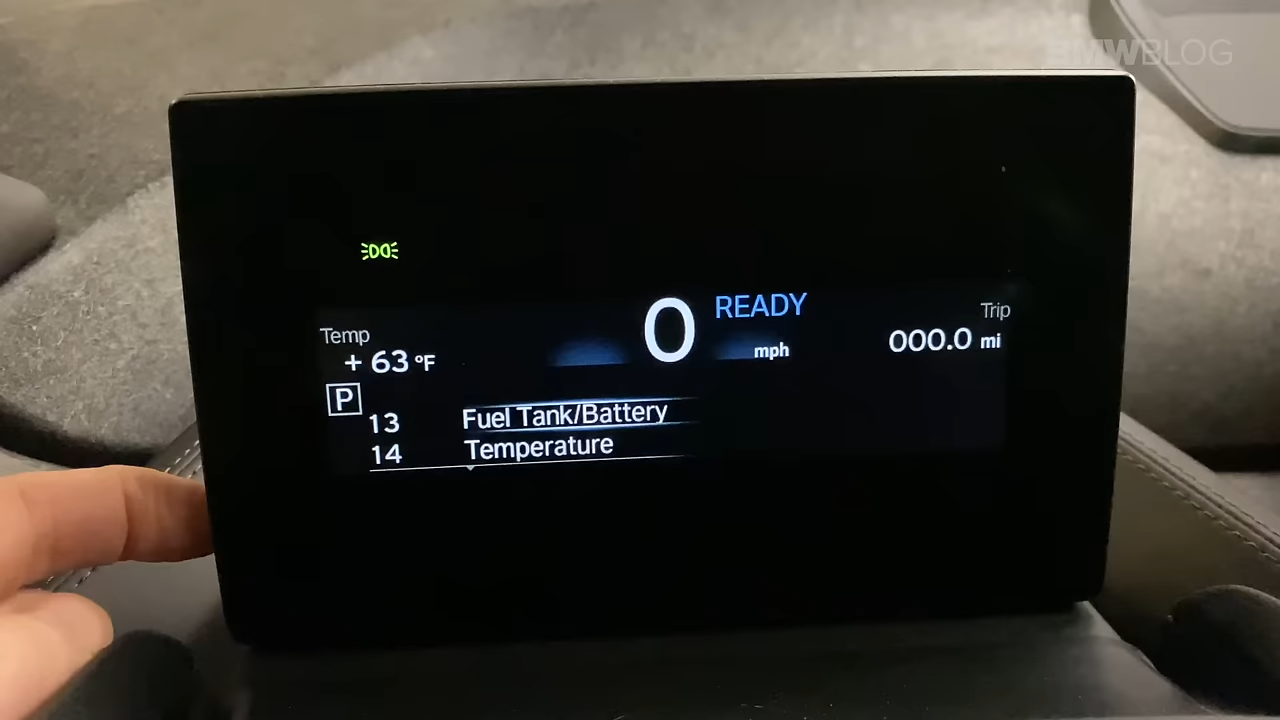 BMWBLOG
READY
0
mph
Temp
+ 63 °F
Trip
000.0 mi
P
13 Fuel Tank/Battery
14 Temperature